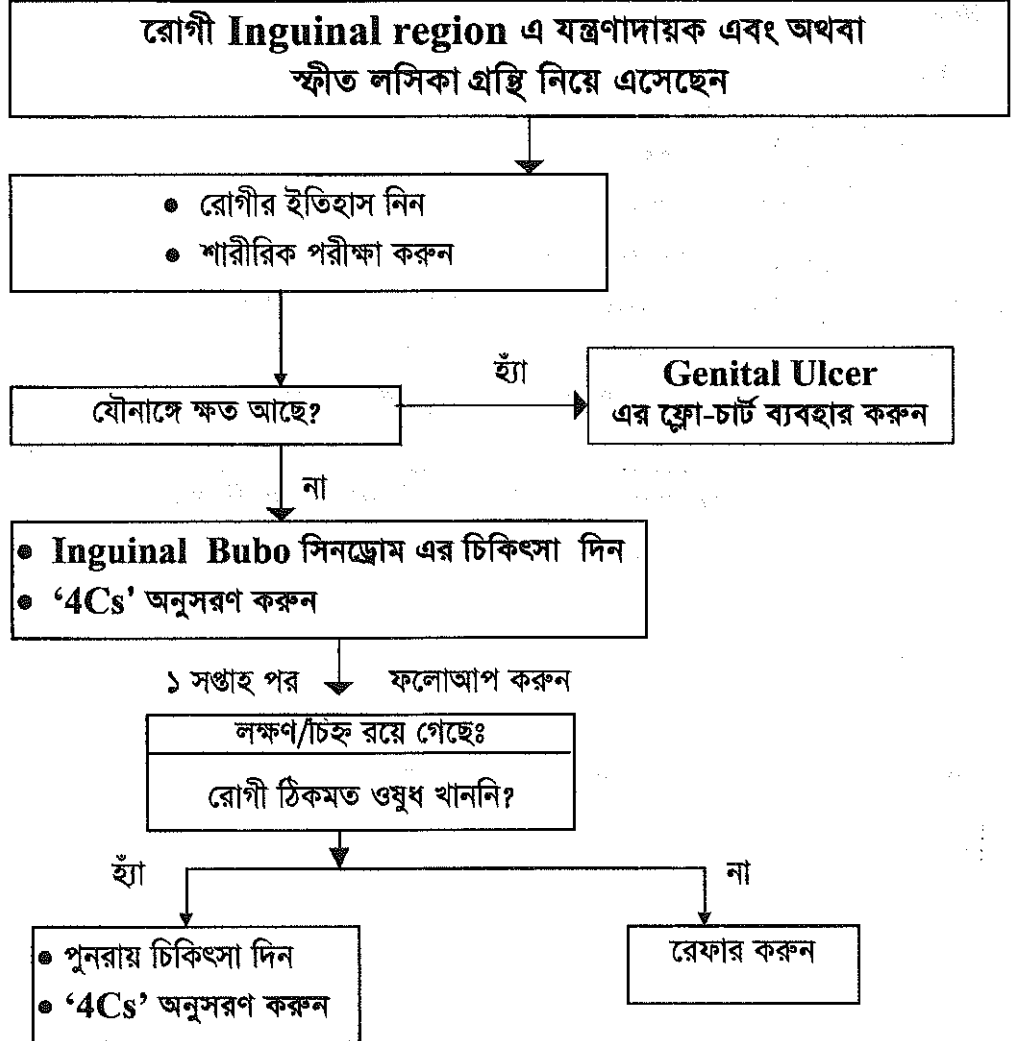 রোগী Inguinal region এ যন্ত্রণাদায়ক এবং অথবা
স্ফীত লসিকা গ্রন্থি নিয়ে এসেছেন
• রোগীর ইতিহাস নিন
• শারীরিক পরীক্ষা করুন
যৌনাঙ্গে ক্ষত আছে?
হ্যাঁ
Genital Ulcer
এর ফ্লো-চার্ট ব্যবহার করুন
না
• Inguinal Bubo সিনড্রোম এর চিকিৎসা দিন
• ‘4Cs’ অনুসরণ করুন
১ সপ্তাহ পর ফলোআপ করুন
লক্ষণ/চিহ্ন রয়ে গেছেঃ
রোগী ঠিকমত ওষুধ খাননি?
হ্যাঁ
না
• পুনরায় চিকিৎসা দিন
• ‘4Cs’ অনুসরণ করুন
রেফার করুন